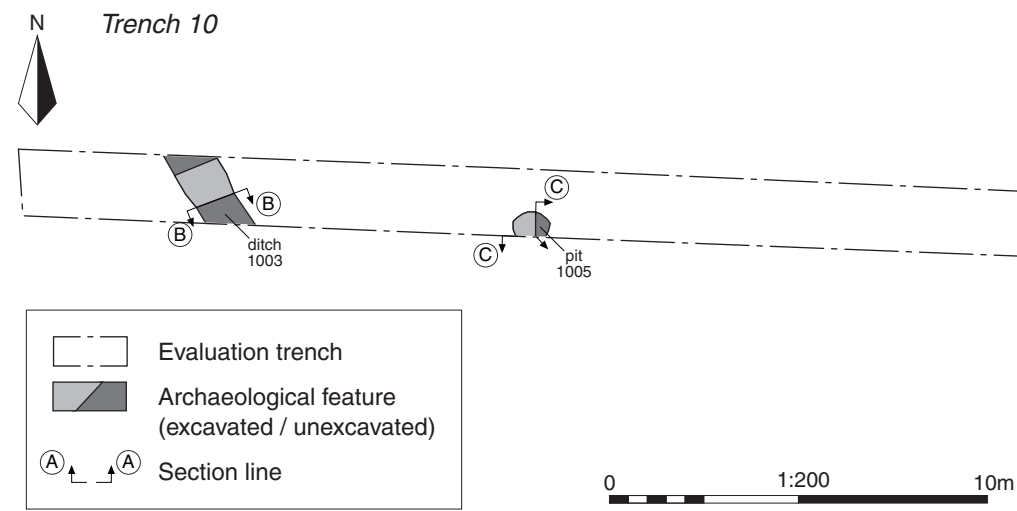 N
Trench 10
B
B
ditch
1003
C
C
pit
1005
Evaluation trench
Archaeological feature
(excavated / unexcavated)
A A
Section line
0 1:200 10m